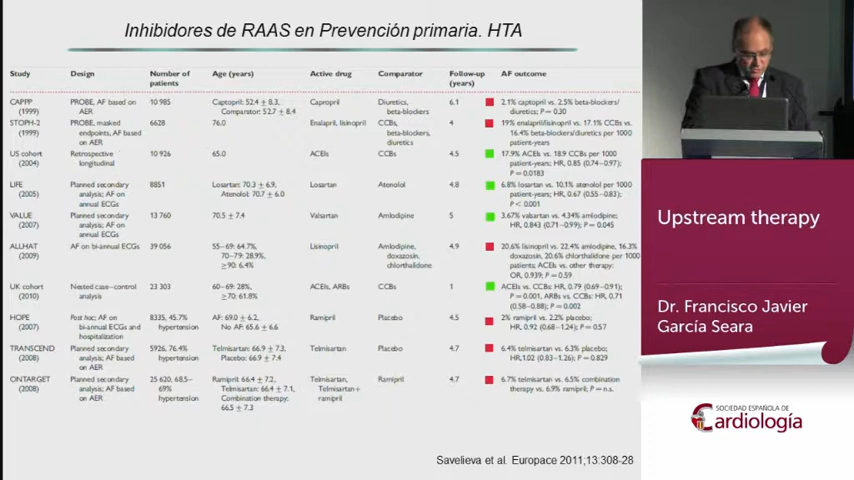 Inhibidores de RAAS en Prevención primaria. HTA
Study Design Number of patients Age (years) Active drug Comparator Follow-up (years) AF outcome
CAPPP (1999) PROBE, AF based on AER 10 985 Captopril: 52.4 ± 8.3, Comparator: 52.7 ± 8.4 Capropril Diuretics, beta-blockers 6.1 2.1% captopril vs. 2.5% beta-blockers/ diuretics; P = 0.30
STOPH-2 (1999) PROBE, masked endpoints, AF based on AER 6628 76.0 Enalapril, lisinopril CCBs, beta-blockers, diuretics 4 19% enalapril/lisinopril vs. 17.1% CCBs vs. 16.4% beta-blockers/diuretics per 1000 patient-years
US cohort (2004) Retrospective longitudinal 10 926 65.0 ACEIs CCBs 4.5 17.9% ACEs vs. 18.9 CCBs per 1000 patient-years; HR, 0.85 (0.74–0.97); P = 0.0183
LIFE (2005) Planned secondary analysis; AF on annual ECGs 8851 Losartan: 70.3 ± 6.9, Atenolol: 70.7 ± 6.0 Losartan Atenolol 4.8 6.8% losartan vs. 10.1% atenolol per 1000 patient-years; HR, 0.67 (0.55–0.83); P < 0.001
VALUE (2007) Planned secondary analysis; AF on annual ECGs 13 760 70.5 ± 7.4 Valsartan Amlodipine 5 3.67% valsartan vs. 4.34% amlodipine; HR, 0.843 (0.71–0.99); P = 0.045
ALLHAT (2009) AF on bi-annual ECGs 39 056 55–69: 64.7%, 70–79: 28.9%, ≥90: 6.4% Lisinopril Amlodipine, doxazosin, chlorthalidone 4.9 20.6% lisinopril vs. 22.4% amlodipine, 16.3% doxazosin, 20.6% chlorthalidone per 1000 patients; ACEIs vs. other therapy: OR, 0.939; P = 0.59
UK cohort (2010) Nested case–control analysis 23 303 60–69: 28%, ≥70: 61.8% ACEIs, ARBs CCBs 1 ACEIs vs. CCBs: HR, 0.79 (0.69–0.91); P = 0.001, ARBs vs. CCBs: HR, 0.71 (0.58–0.88); P = 0.002
HOPE (2007) Post hoc; AF on bi-annual ECGs and hospitalization 8335, 45.7% hypertension AF: 69.0 ± 6.2, No AF: 65.6 ± 6.6 Ramipril Placebo 4.5 2% ramipril vs. 2.2% placebo; HR, 0.92 (0.68–1.24); P = 0.57
TRANSCEND (2008) Planned secondary analysis; AF based on AER 5926, 76.4% hypertension Telmisartan: 66.9 ± 7.3, Placebo: 66.9 ± 7.4 Telmisartan Placebo 4.7 6.4% telmisartan vs. 6.3% placebo; HR,1.02 (0.83–1.26); P = 0.829
ONTARGET (2008) Planned secondary analysis; AF based on AER 25 620, 68.5–69% hypertension Ramipril: 66.4 ± 7.2, Telmisartan: 66.4 ± 7.1, Combination therapy: 66.5 ± 7.3 Telmisartan, Telmisartan+ ramipril Ramipril 4.7 6.7% telmisartan vs. 6.5% combination therapy vs. 6.9% ramipril; P = n.s.
Savelieva et al. Europace 2011;13:308-28
Upstream therapy
Dr. Francisco Javier
García Seara
SOCIEDAD ESPAÑOLA DE
Cardiología